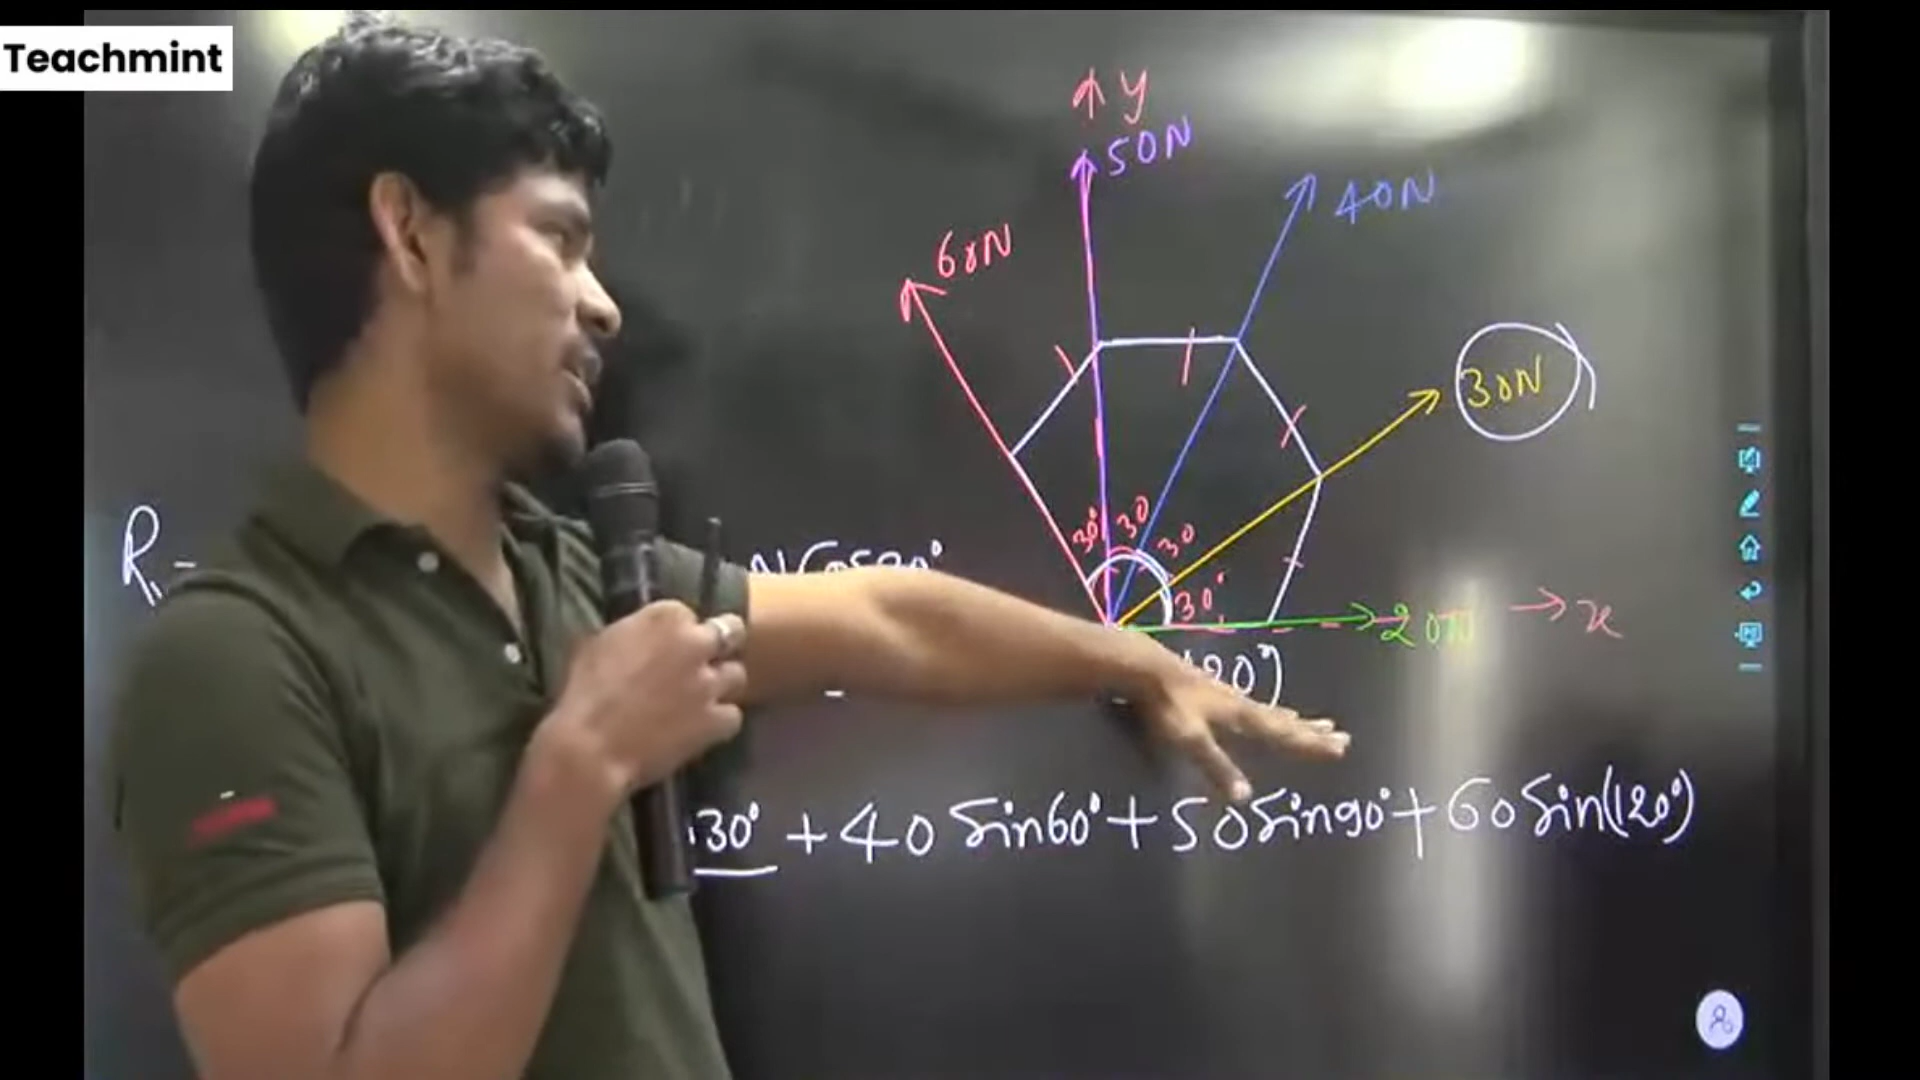 Teachmint
y
50N
40N
60N
30N
30° 30 30
30°
20N x
R
120°)
30° + 40 Sin60° + 50 Sin90° + 60 Sin(120°)